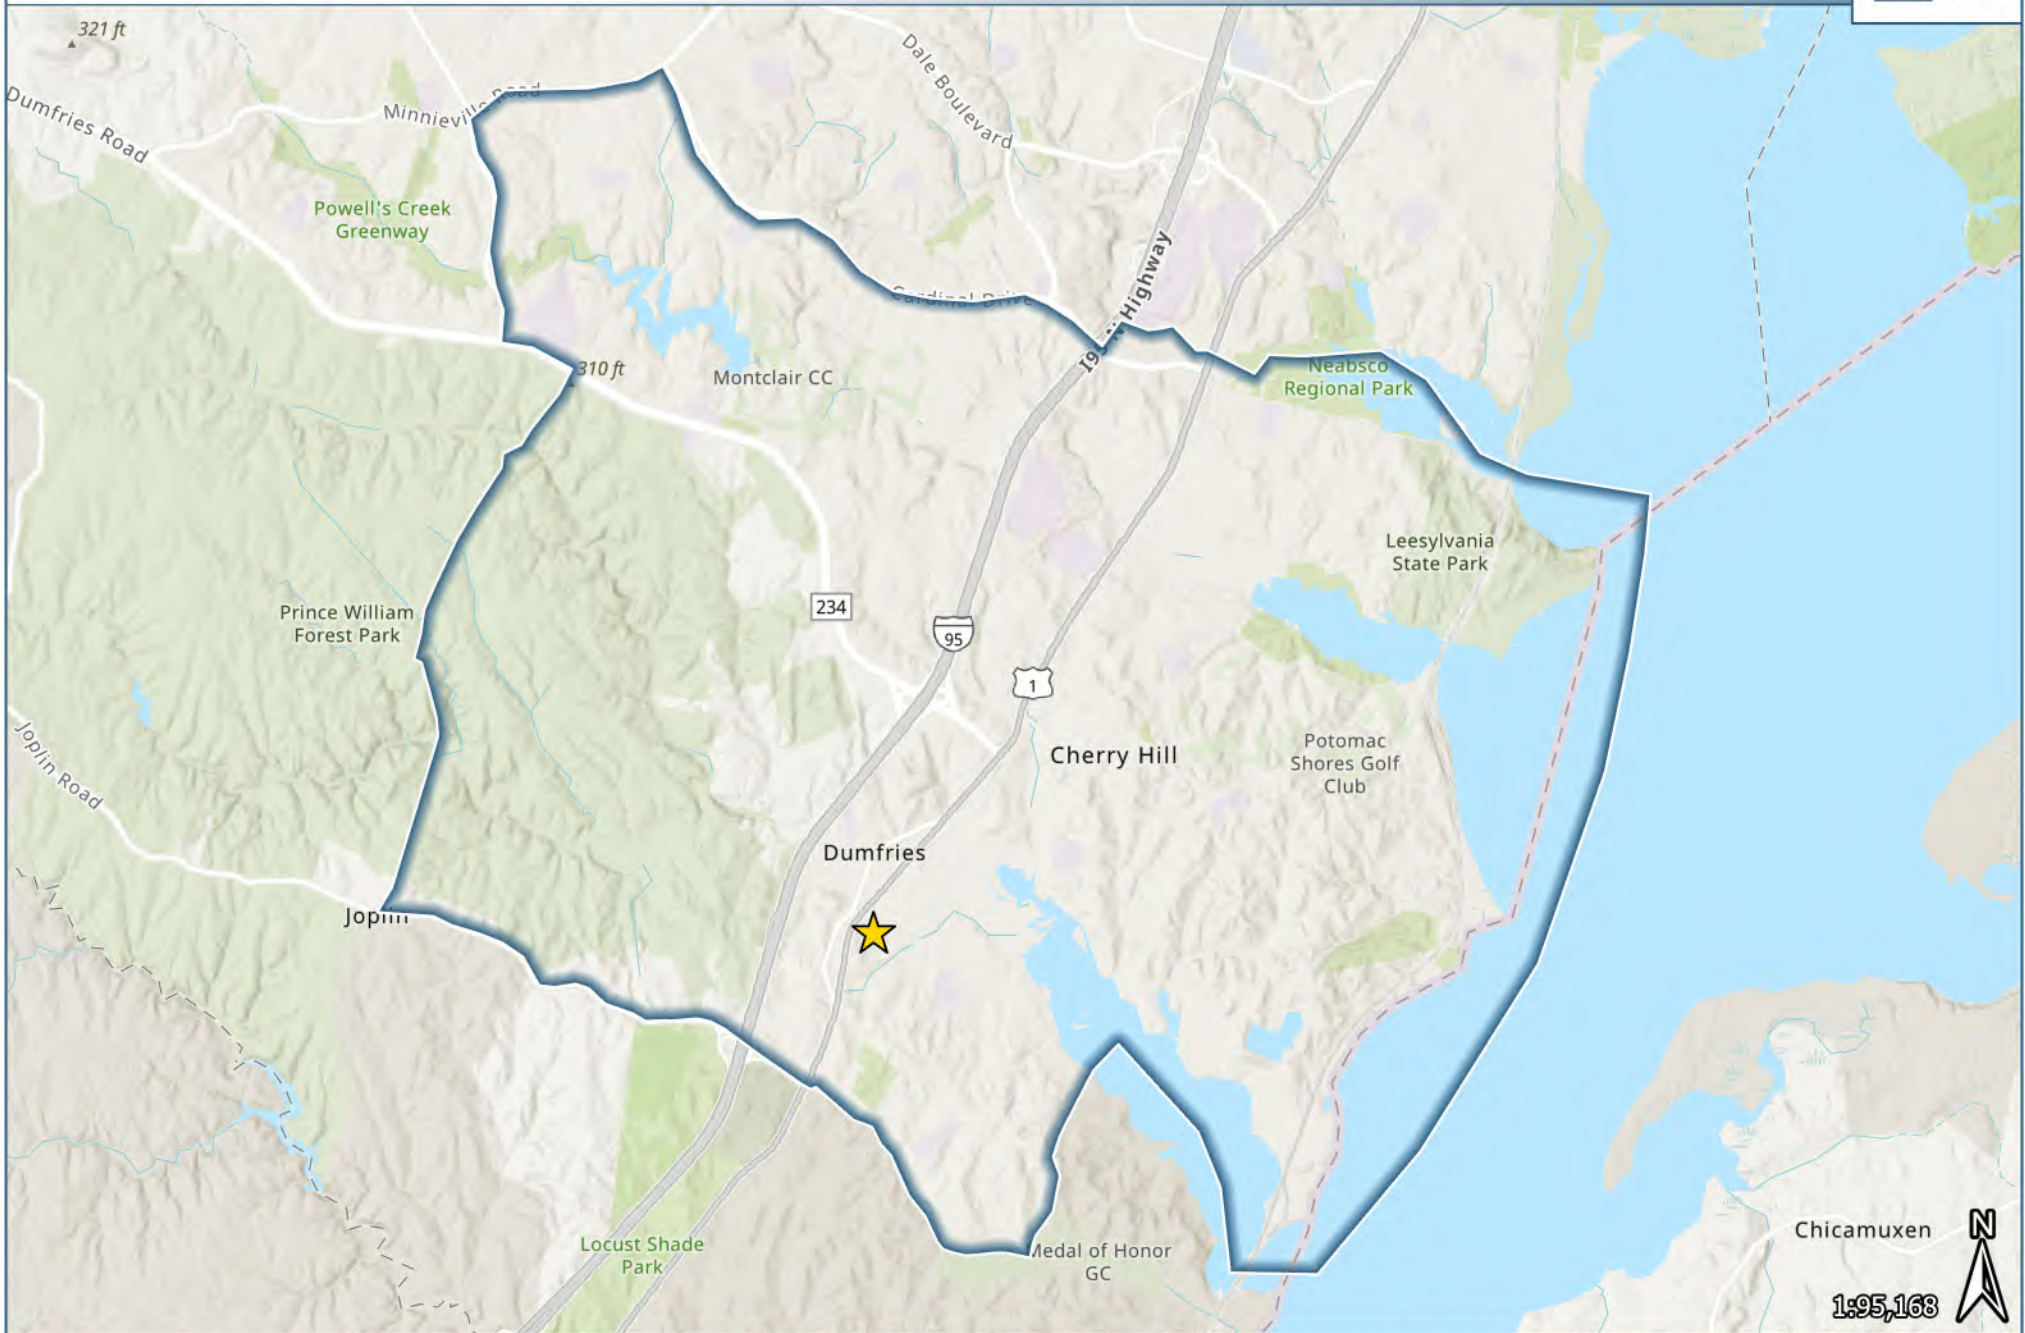 321 ft
Dale Boulevard
Dumfries Road
Minnieville Road
Powell's Creek
Greenway
I95 N Highway
Cardinal Drive
310 ft
Montclair CC
Neabsco
Regional Park
Leesylvania
State Park
Prince William
Forest Park
234
95
1
Joplin Road
Cherry Hill
Potomac
Shores Golf
Club
Dumfries
Joplin
Locust Shade
Park
Medal of Honor
GC
Chicamuxen
N
1:95,168